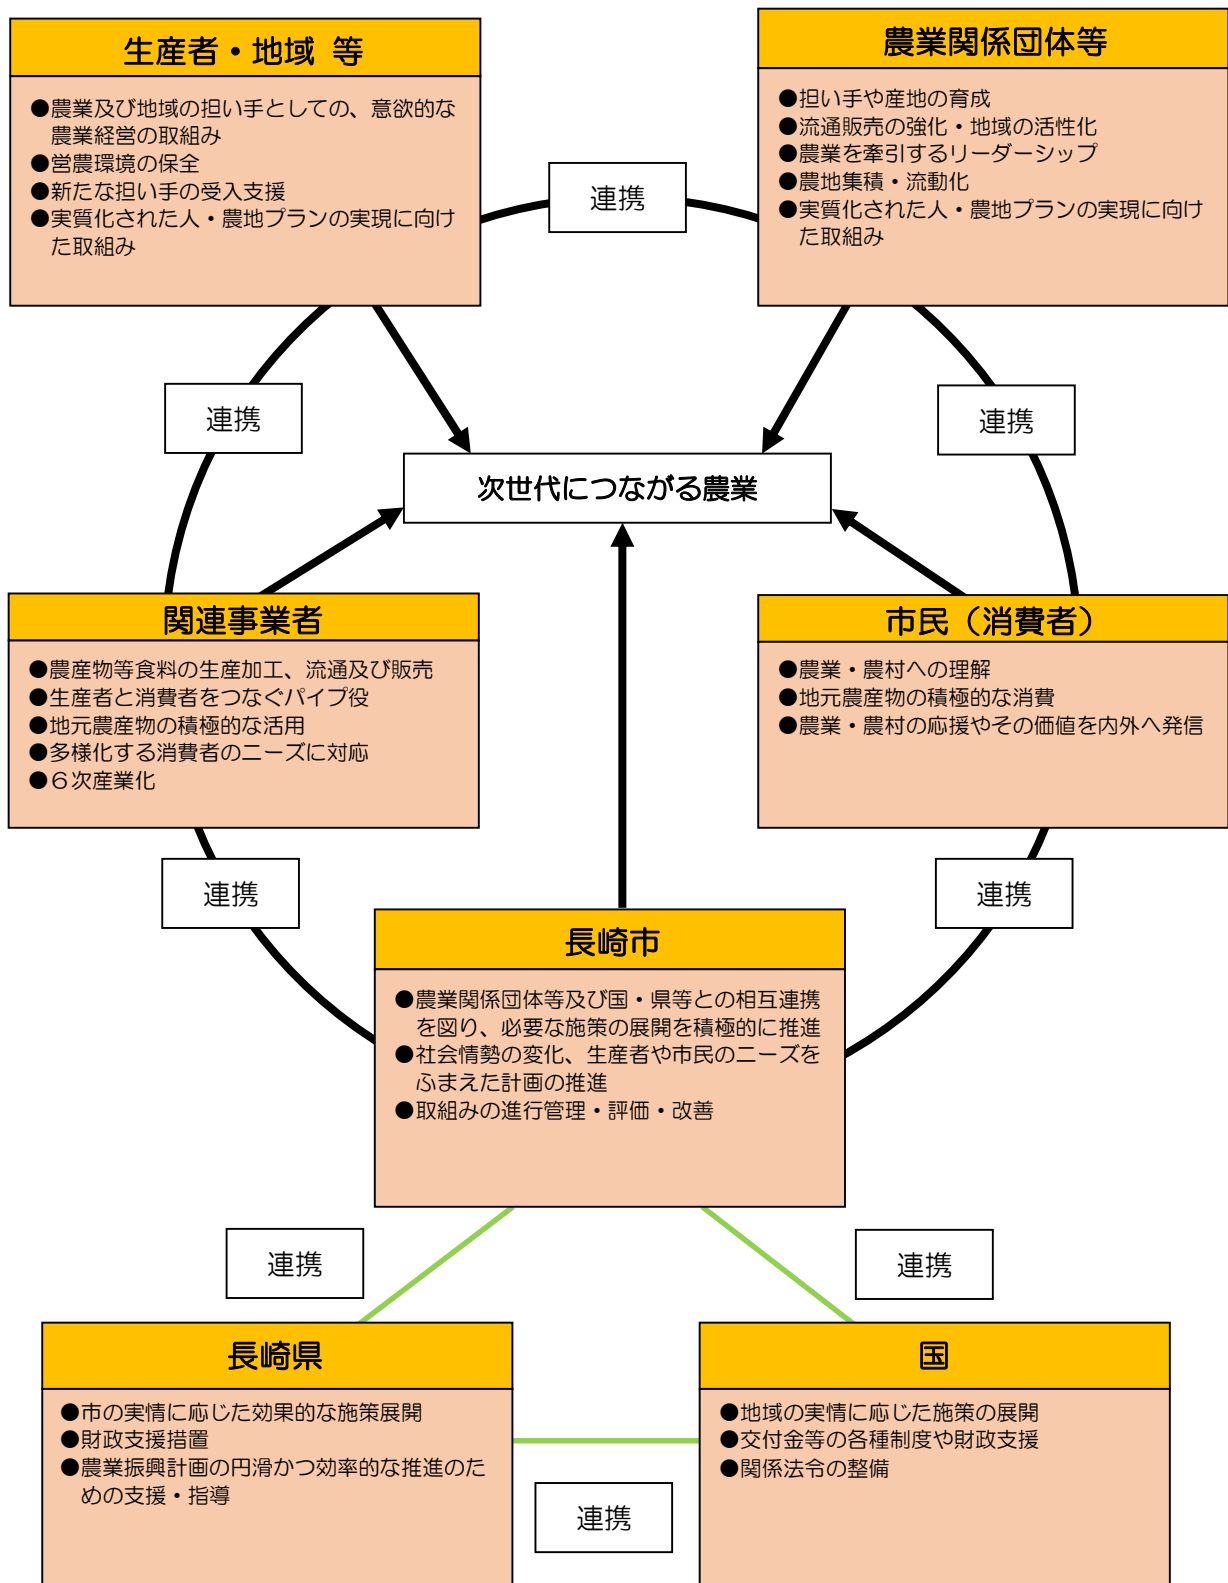 生産者・地域 等
●農業及び地域の担い手としての、意欲的な
農業経営の取組み
●営農環境の保全
●新たな担い手の受入支援
●実質化された人・農地プランの実現に向け
た取組み
農業関係団体等
●担い手や産地の育成
●流通販売の強化・地域の活性化
●農業を牽引するリーダーシップ
●農地集積・流動化
●実質化された人・農地プランの実現に向け
た取組み
連携
連携
連携
次世代につながる農業
関連事業者
●農産物等食料の生産加工、流通及び販売
●生産者と消費者をつなぐパイプ役
●地元農産物の積極的な活用
●多様化する消費者のニーズに対応
●6次産業化
市民（消費者）
●農業・農村への理解
●地元農産物の積極的な消費
●農業・農村の応援やその価値を内外へ発信
連携
連携
長崎市
●農業関係団体等及び国・県等との相互連携
を図り、必要な施策の展開を積極的に推進
●社会情勢の変化、生産者や市民のニーズを
ふまえた計画の推進
●取組みの進行管理・評価・改善
連携
連携
長崎県
●市の実情に応じた効果的な施策展開
●財政支援措置
●農業振興計画の円滑かつ効率的な推進のた
めの支援・指導
国
●地域の実情に応じた施策の展開
●交付金等の各種制度や財政支援
●関係法令の整備
連携